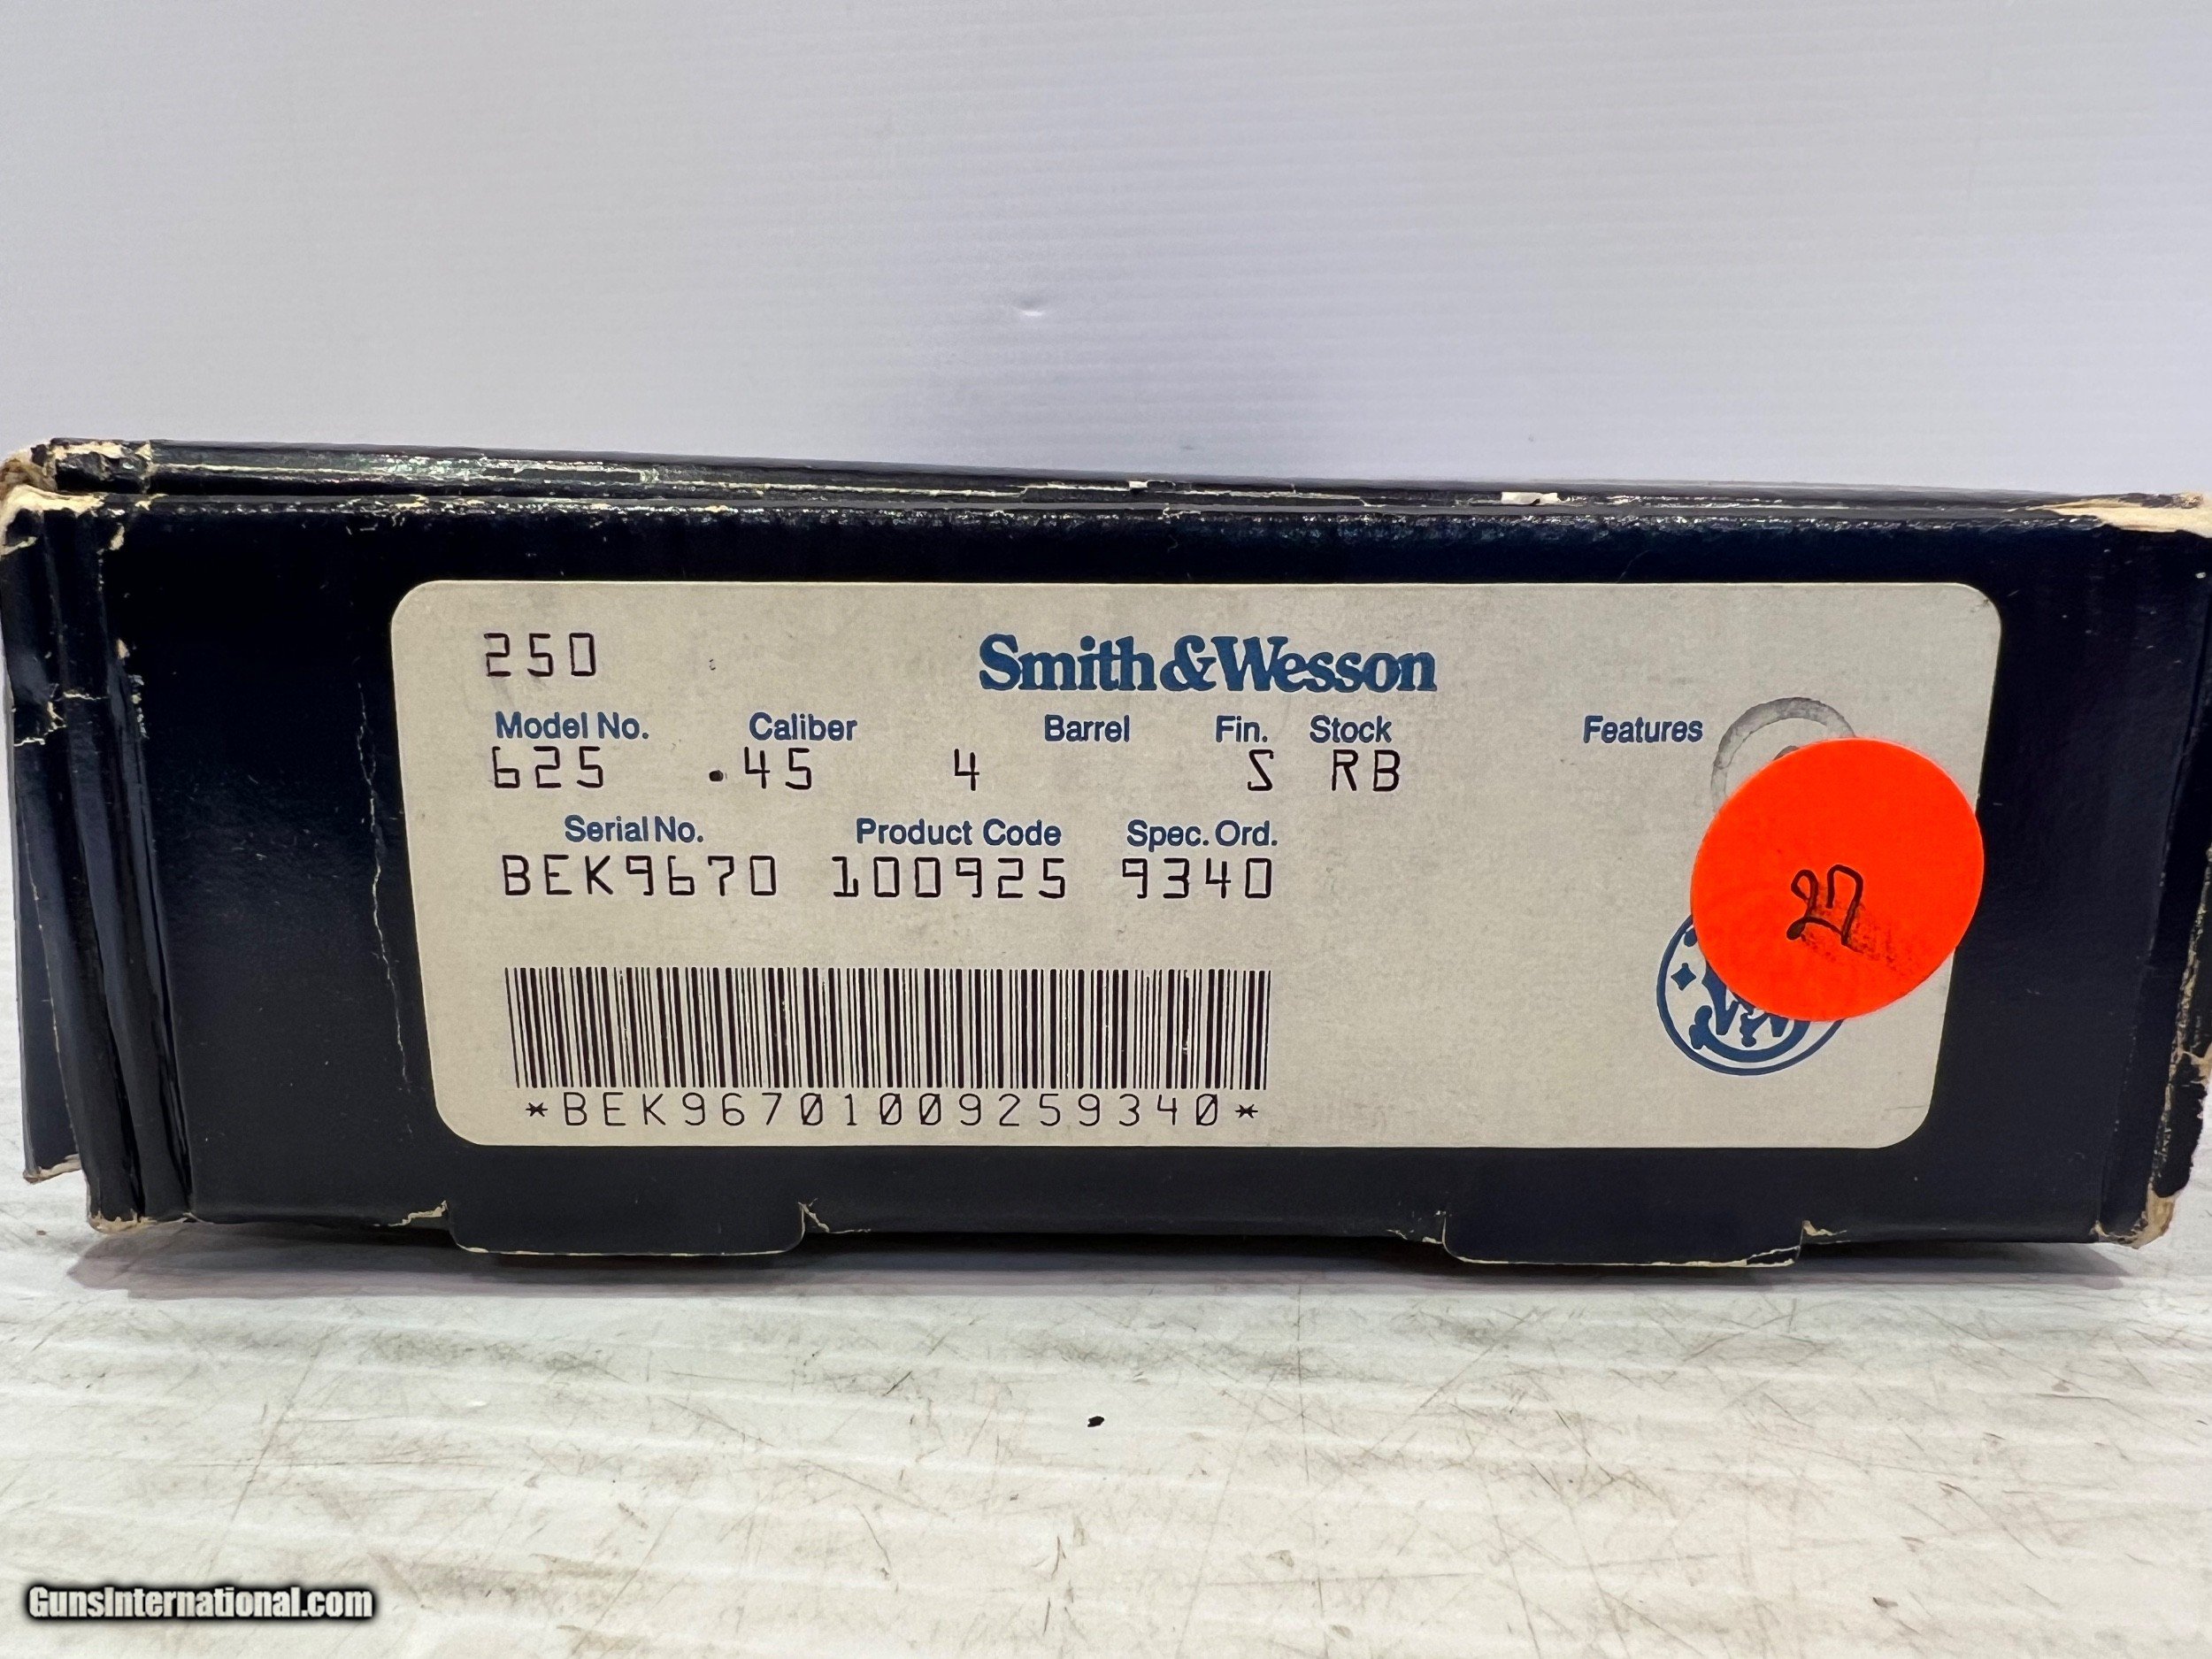 250 Smith&Wesson
Model No. Caliber Barrel Fin. Stock Features
625 .45 4 S RB
Serial No. Product Code Spec. Ord.
BEK9670 100925 9340
27
*BEK96701009259340*
GunsInternational.com